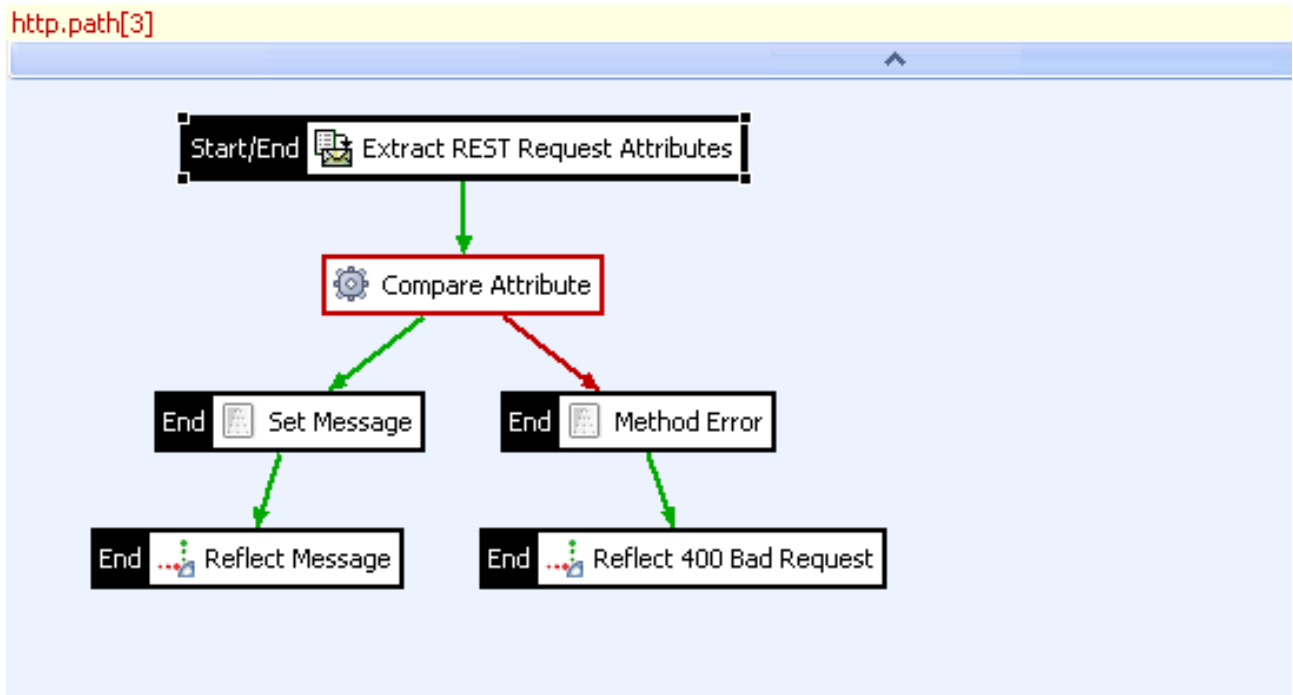 http.path[3]
Start/End Extract REST Request Attributes
Compare Attribute
End Set Message
End Method Error
End Reflect Message
End Reflect 400 Bad Request